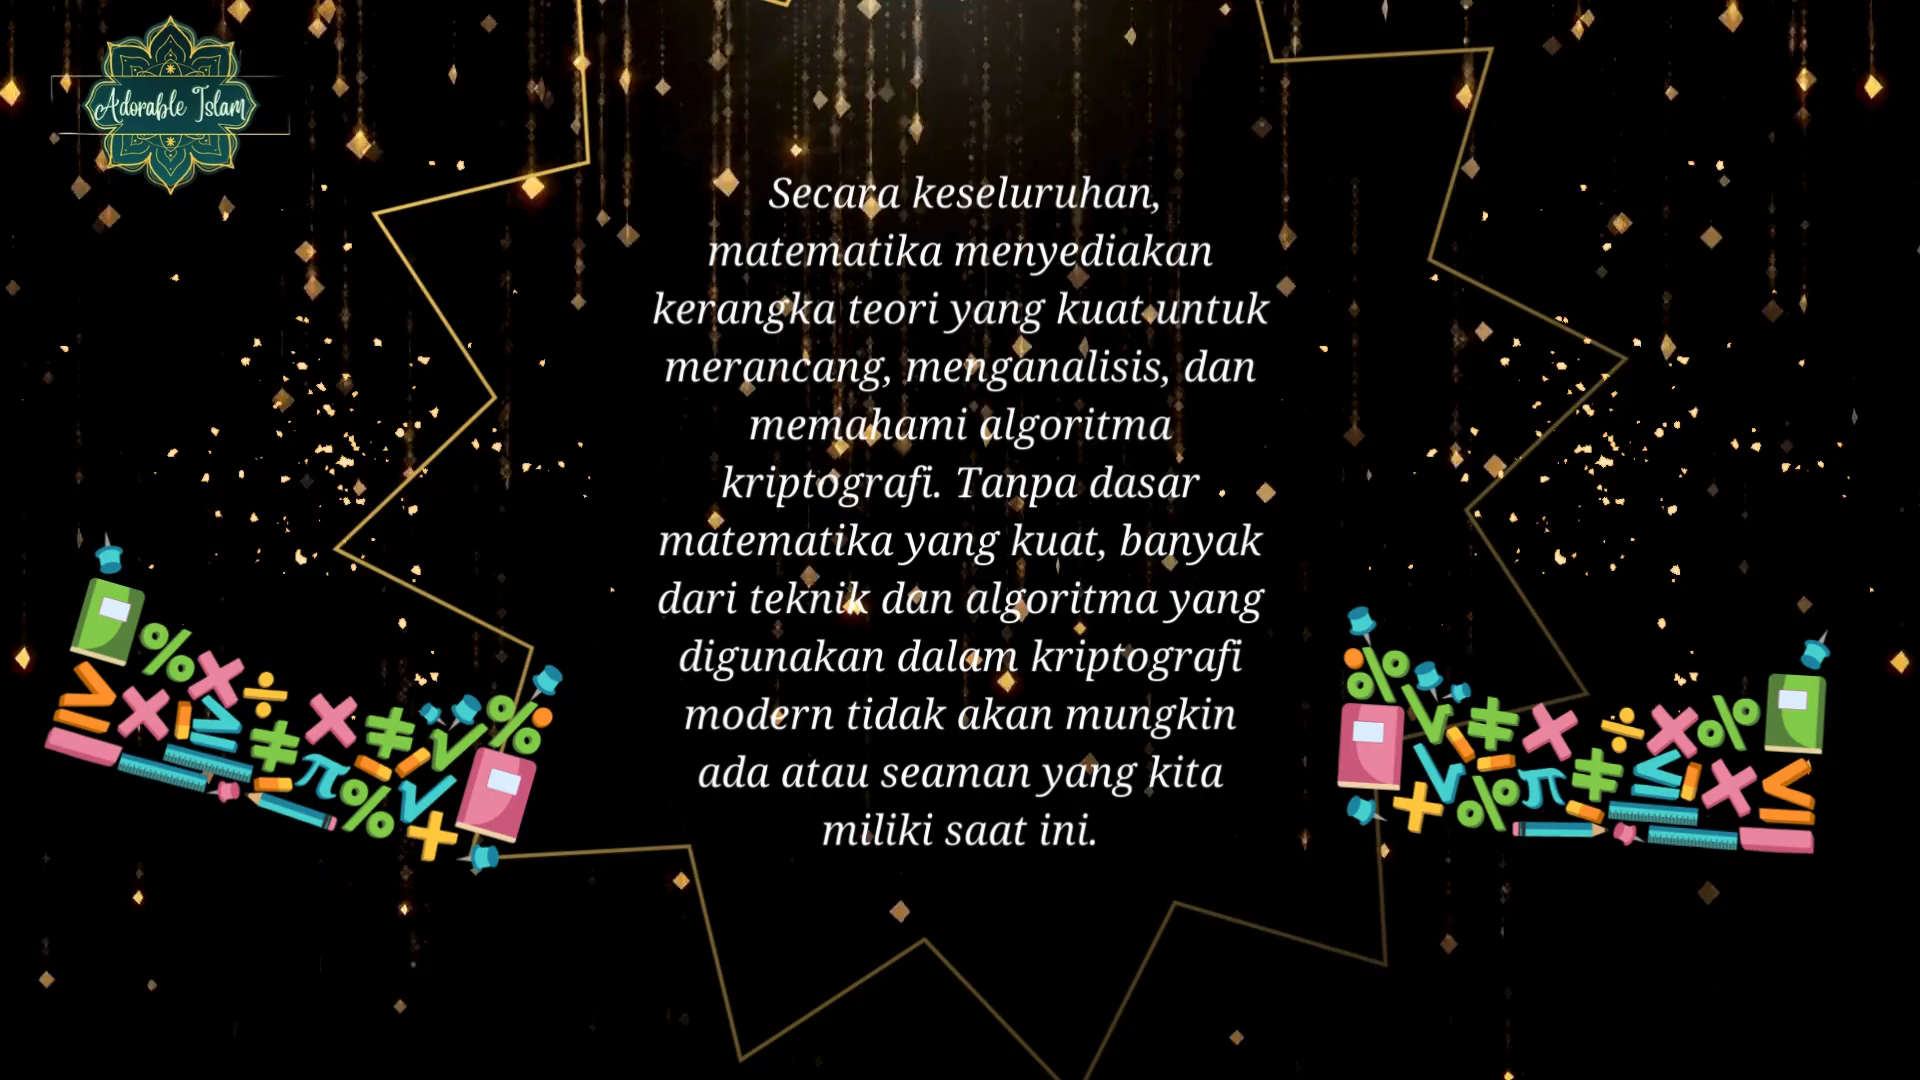 Adorable Islam
Secara keseluruhan,
matematika menyediakan
kerangka teori yang kuat untuk
merancang, menganalisis, dan
memahami algoritma
kriptografi. Tanpa dasar
matematika yang kuat, banyak
dari teknik dan algoritma yang
digunakan dalam kriptografi
modern tidak akan mungkin
ada atau seaman yang kita
miliki saat ini.